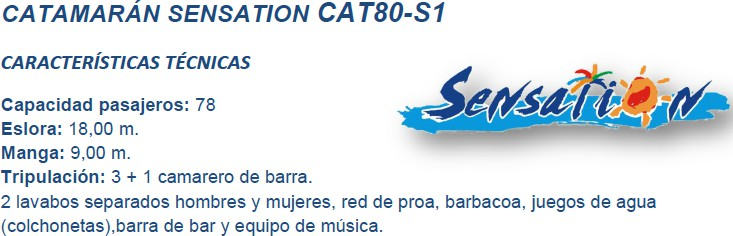 CATAMARÁN SENSATION CAT80-S1
CARACTERÍSTICAS TÉCNICAS
Sensation
Capacidad pasajeros: 78
Eslora: 18,00 m.
Manga: 9,00 m.
Tripulación: 3 + 1 camarero de barra.
2 lavabos separados hombres y mujeres, red de proa, barbacoa, juegos de agua
(colchonetas),barra de bar y equipo de música.